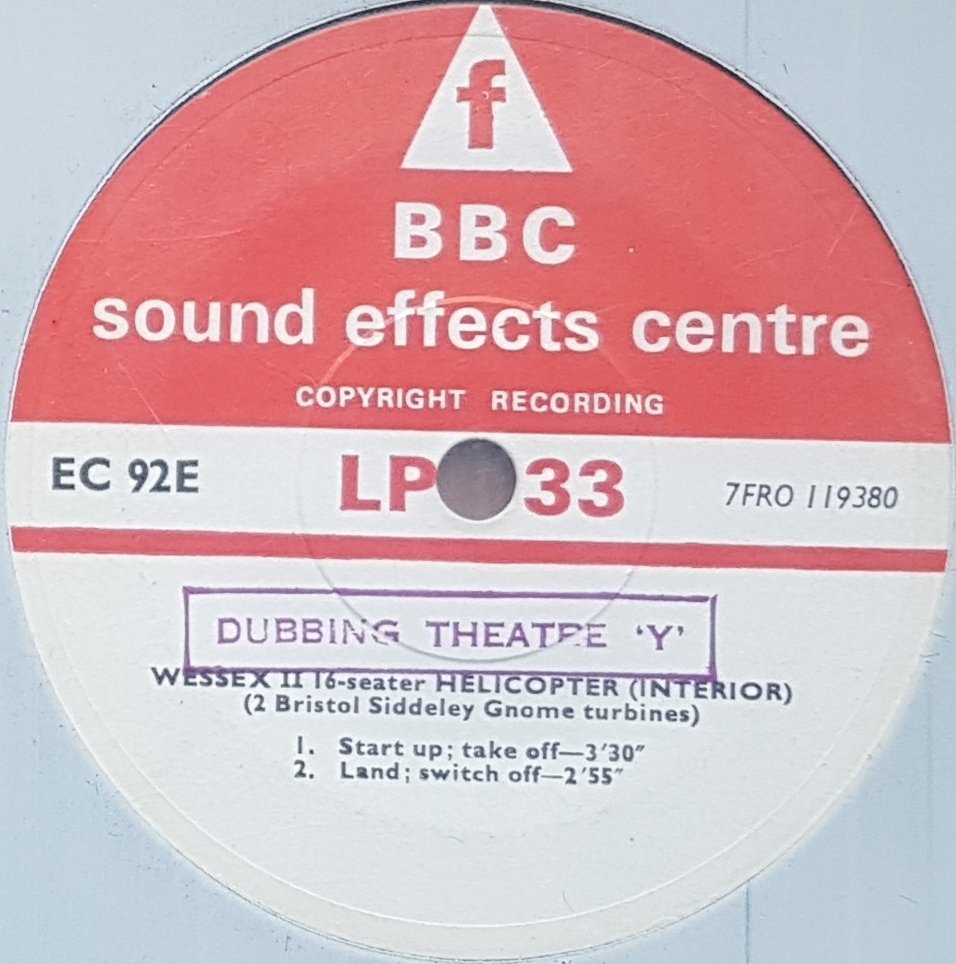 f
BBC
sound effects centre
COPYRIGHT RECORDING
EC 92E LP 33 7FRO 119380
DUBBING THEATRE ‘Y’
WESSEX II 16-seater HELICOPTER (INTERIOR)
(2 Bristol Siddeley Gnome turbines)
1. Start up; take off—3′30″
2. Land; switch off—2′55″